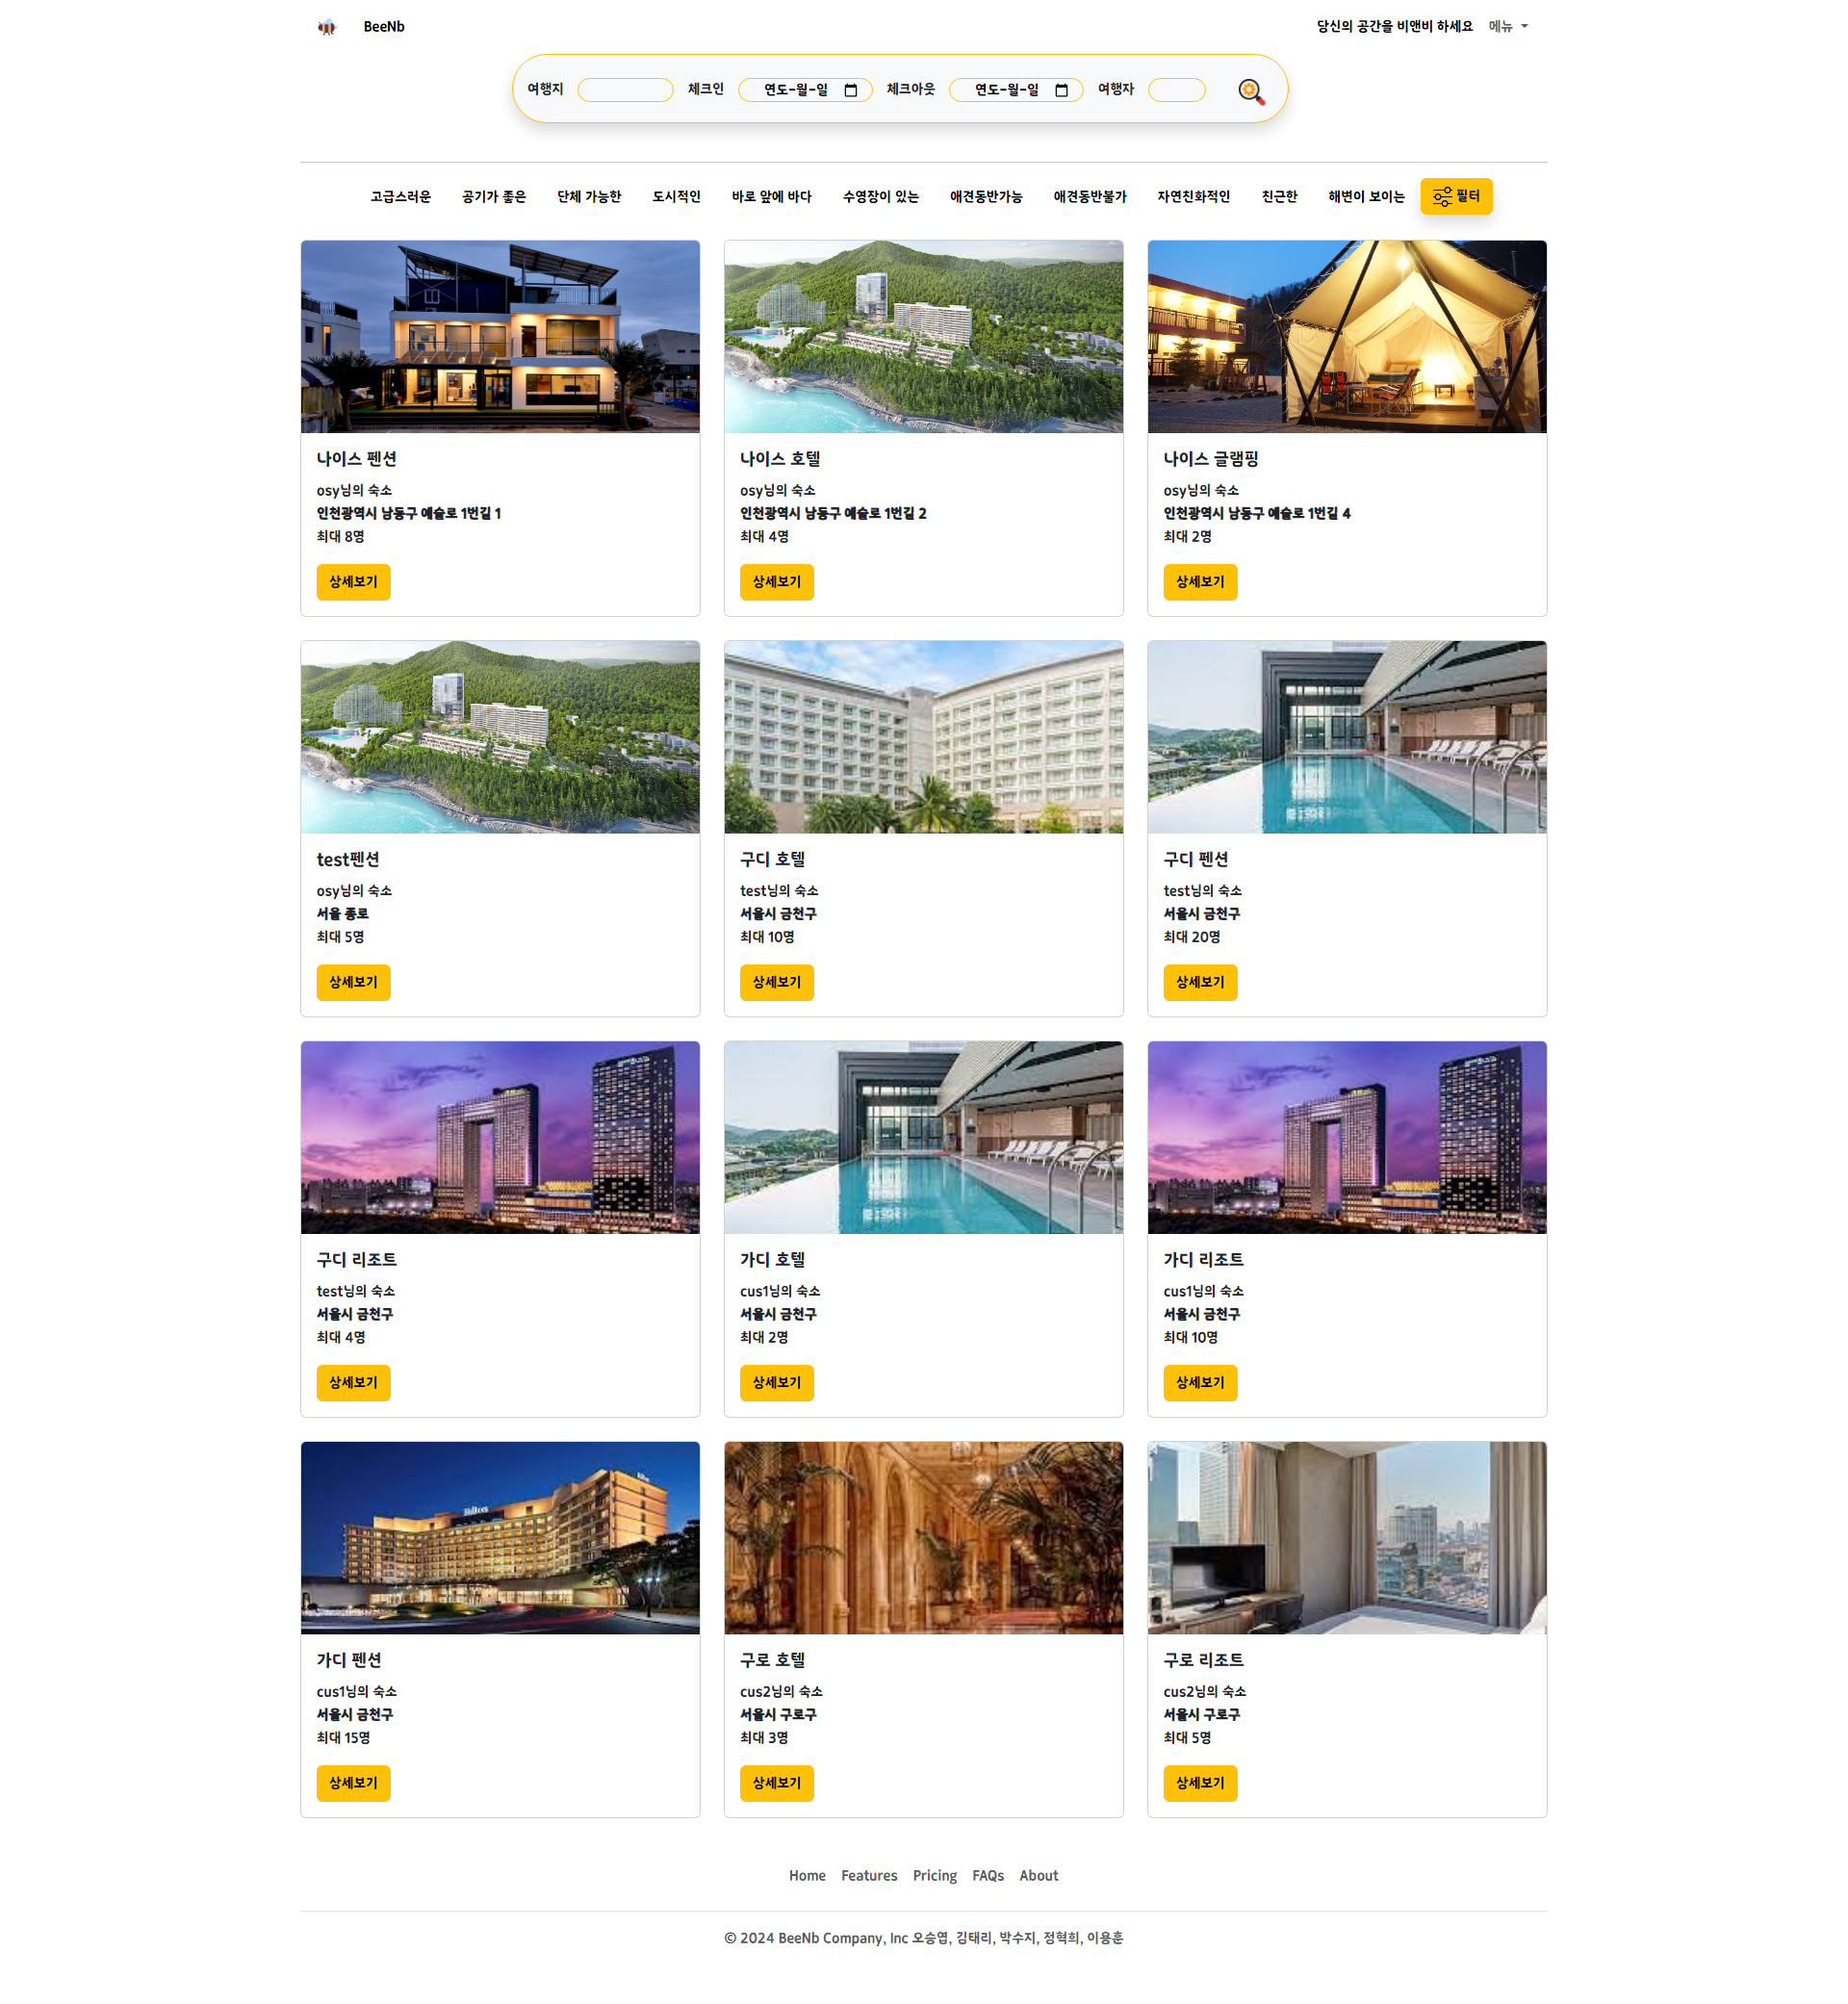 BeeNb
당신의 공간을 비앤비 하세요 메뉴
여행지 체크인 연도-월-일 체크아웃 연도-월-일 여행자
고급스러운 공기가 좋은 단체 가능한 도시적인 바로 앞에 바다 수영장이 있는 애견동반가능 애견동반불가 자연친화적인 친근한 해변이 보이는 필터
나이스 펜션
osy님의 숙소
인천광역시 남동구 예술로 1번길 1
최대 8명
상세보기
나이스 호텔
osy님의 숙소
인천광역시 남동구 예술로 1번길 2
최대 4명
상세보기
나이스 글램핑
osy님의 숙소
인천광역시 남동구 예술로 1번길 4
최대 2명
상세보기
test펜션
osy님의 숙소
서울 종로
최대 5명
상세보기
구디 호텔
test님의 숙소
서울시 금천구
최대 10명
상세보기
구디 펜션
test님의 숙소
서울시 금천구
최대 20명
상세보기
구디 리조트
test님의 숙소
서울시 금천구
최대 4명
상세보기
가디 호텔
cus1님의 숙소
서울시 금천구
최대 2명
상세보기
가디 리조트
cus1님의 숙소
서울시 금천구
최대 10명
상세보기
Hilton
가디 펜션
cus1님의 숙소
서울시 금천구
최대 15명
상세보기
구로 호텔
cus2님의 숙소
서울시 구로구
최대 3명
상세보기
구로 리조트
cus2님의 숙소
서울시 구로구
최대 5명
상세보기
Home Features Pricing FAQs About
© 2024 BeeNb Company, Inc 오승엽, 김태리, 박수지, 정혁희, 이용훈